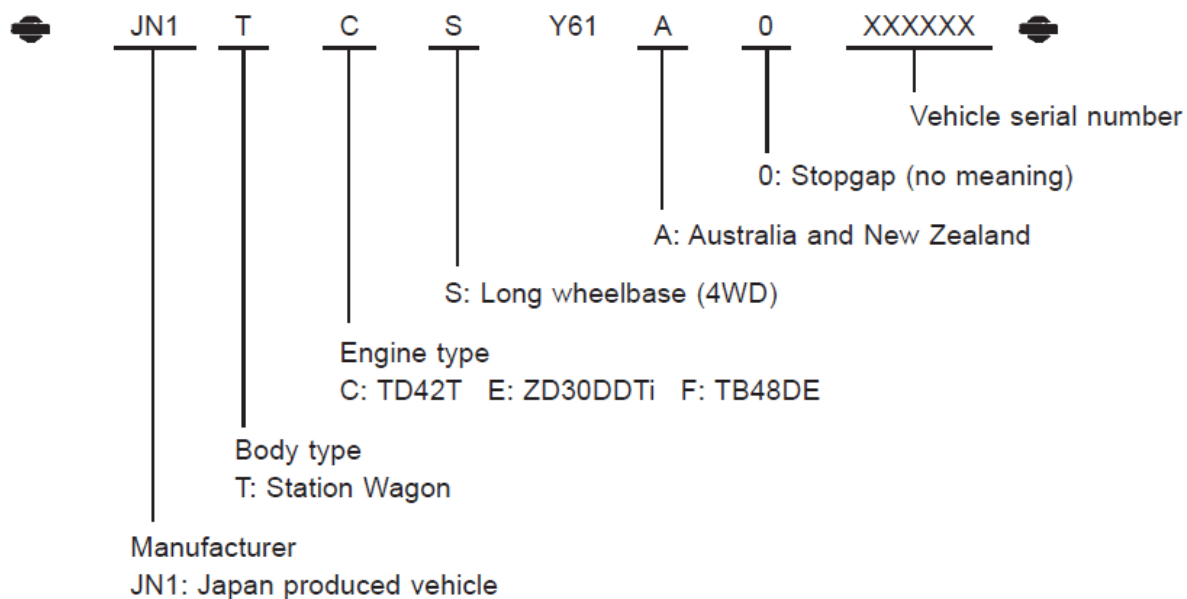 JN1 T C S Y61 A 0 XXXXXX
Vehicle serial number
0: Stopgap (no meaning)
A: Australia and New Zealand
S: Long wheelbase (4WD)
Engine type
C: TD42T E: ZD30DDTi F: TB48DE
Body type
T: Station Wagon
Manufacturer
JN1: Japan produced vehicle